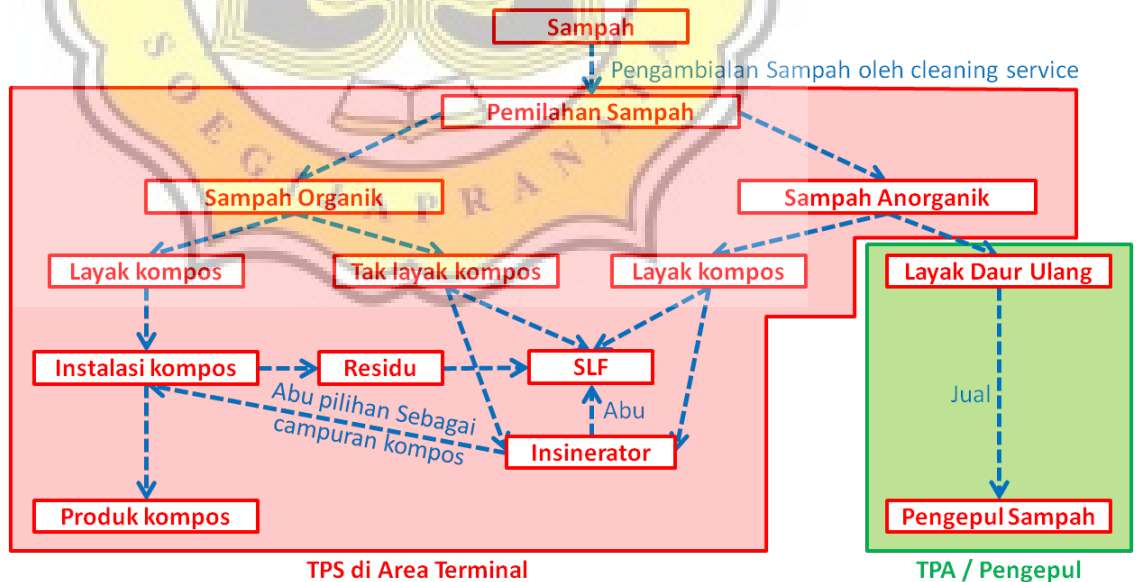 Sampah
Pengambialan Sampah oleh cleaning service
Pemilahan Sampah
Sampah Organik
Sampah Anorganik
Layak kompos
Tak layak kompos
Layak kompos
Layak Daur Ulang
Instalasi kompos
Residu
SLF
Abu pilihan Sebagai
campuran kompos
Abu
Jual
Insinerator
Produk kompos
Pengepul Sampah
TPS di Area Terminal
TPA / Pengepul
SOEGIJAPRANATA